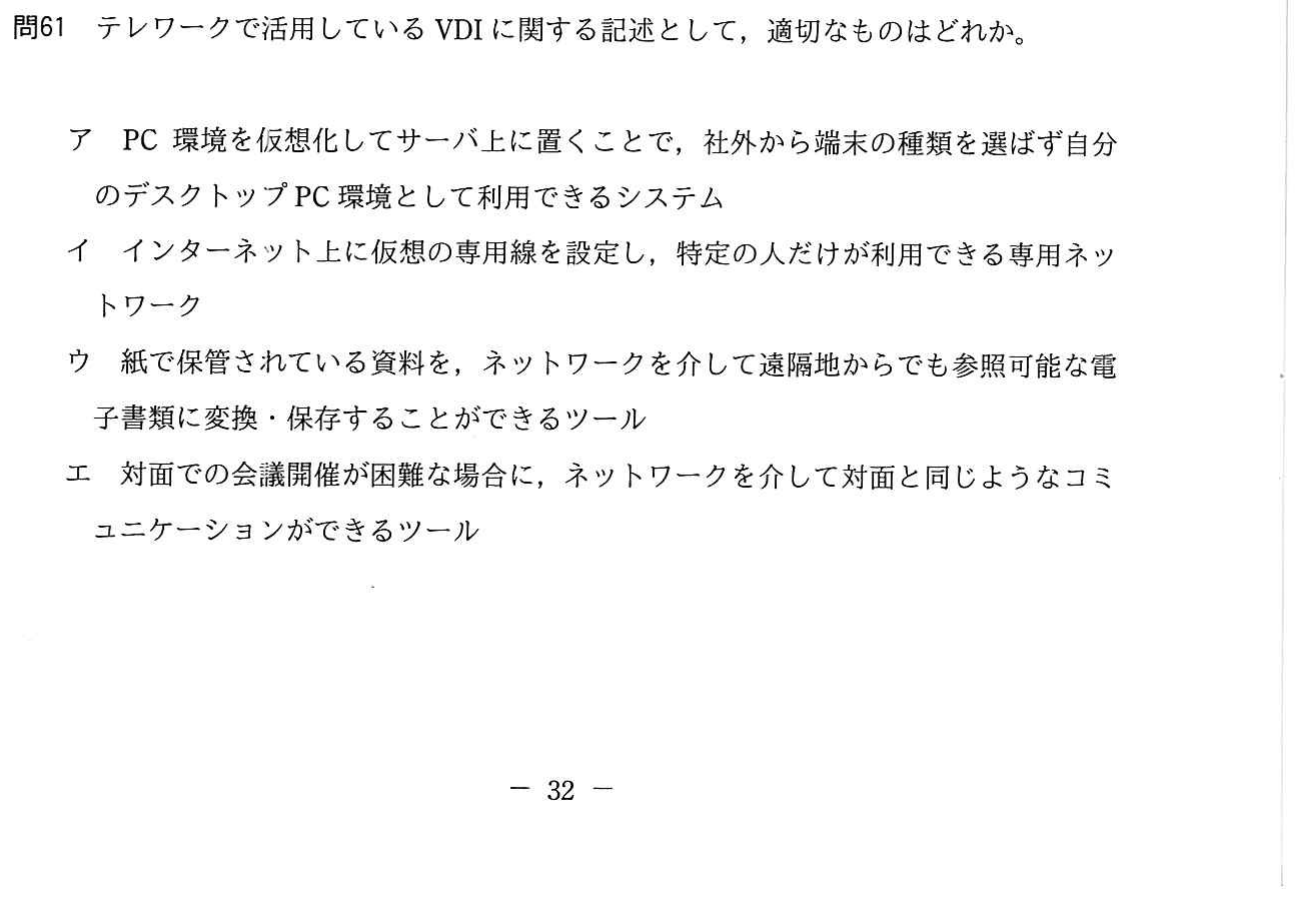 問61 テレワークで活用している VDI に関する記述として，適切なものはどれか。
ア PC 環境を仮想化してサーバ上に置くことで，社外から端末の種類を選ばず自分
のデスクトップ PC 環境として利用できるシステム
イ インターネット上に仮想の専用線を設定し，特定の人だけが利用できる専用ネッ
トワーク
ウ 紙で保管されている資料を，ネットワークを介して遠隔地からでも参照可能な電
子書類に変換・保存することができるツール
エ 対面での会議開催が困難な場合に，ネットワークを介して対面と同じようなコミ
ュニケーションができるツール
－ 32 －